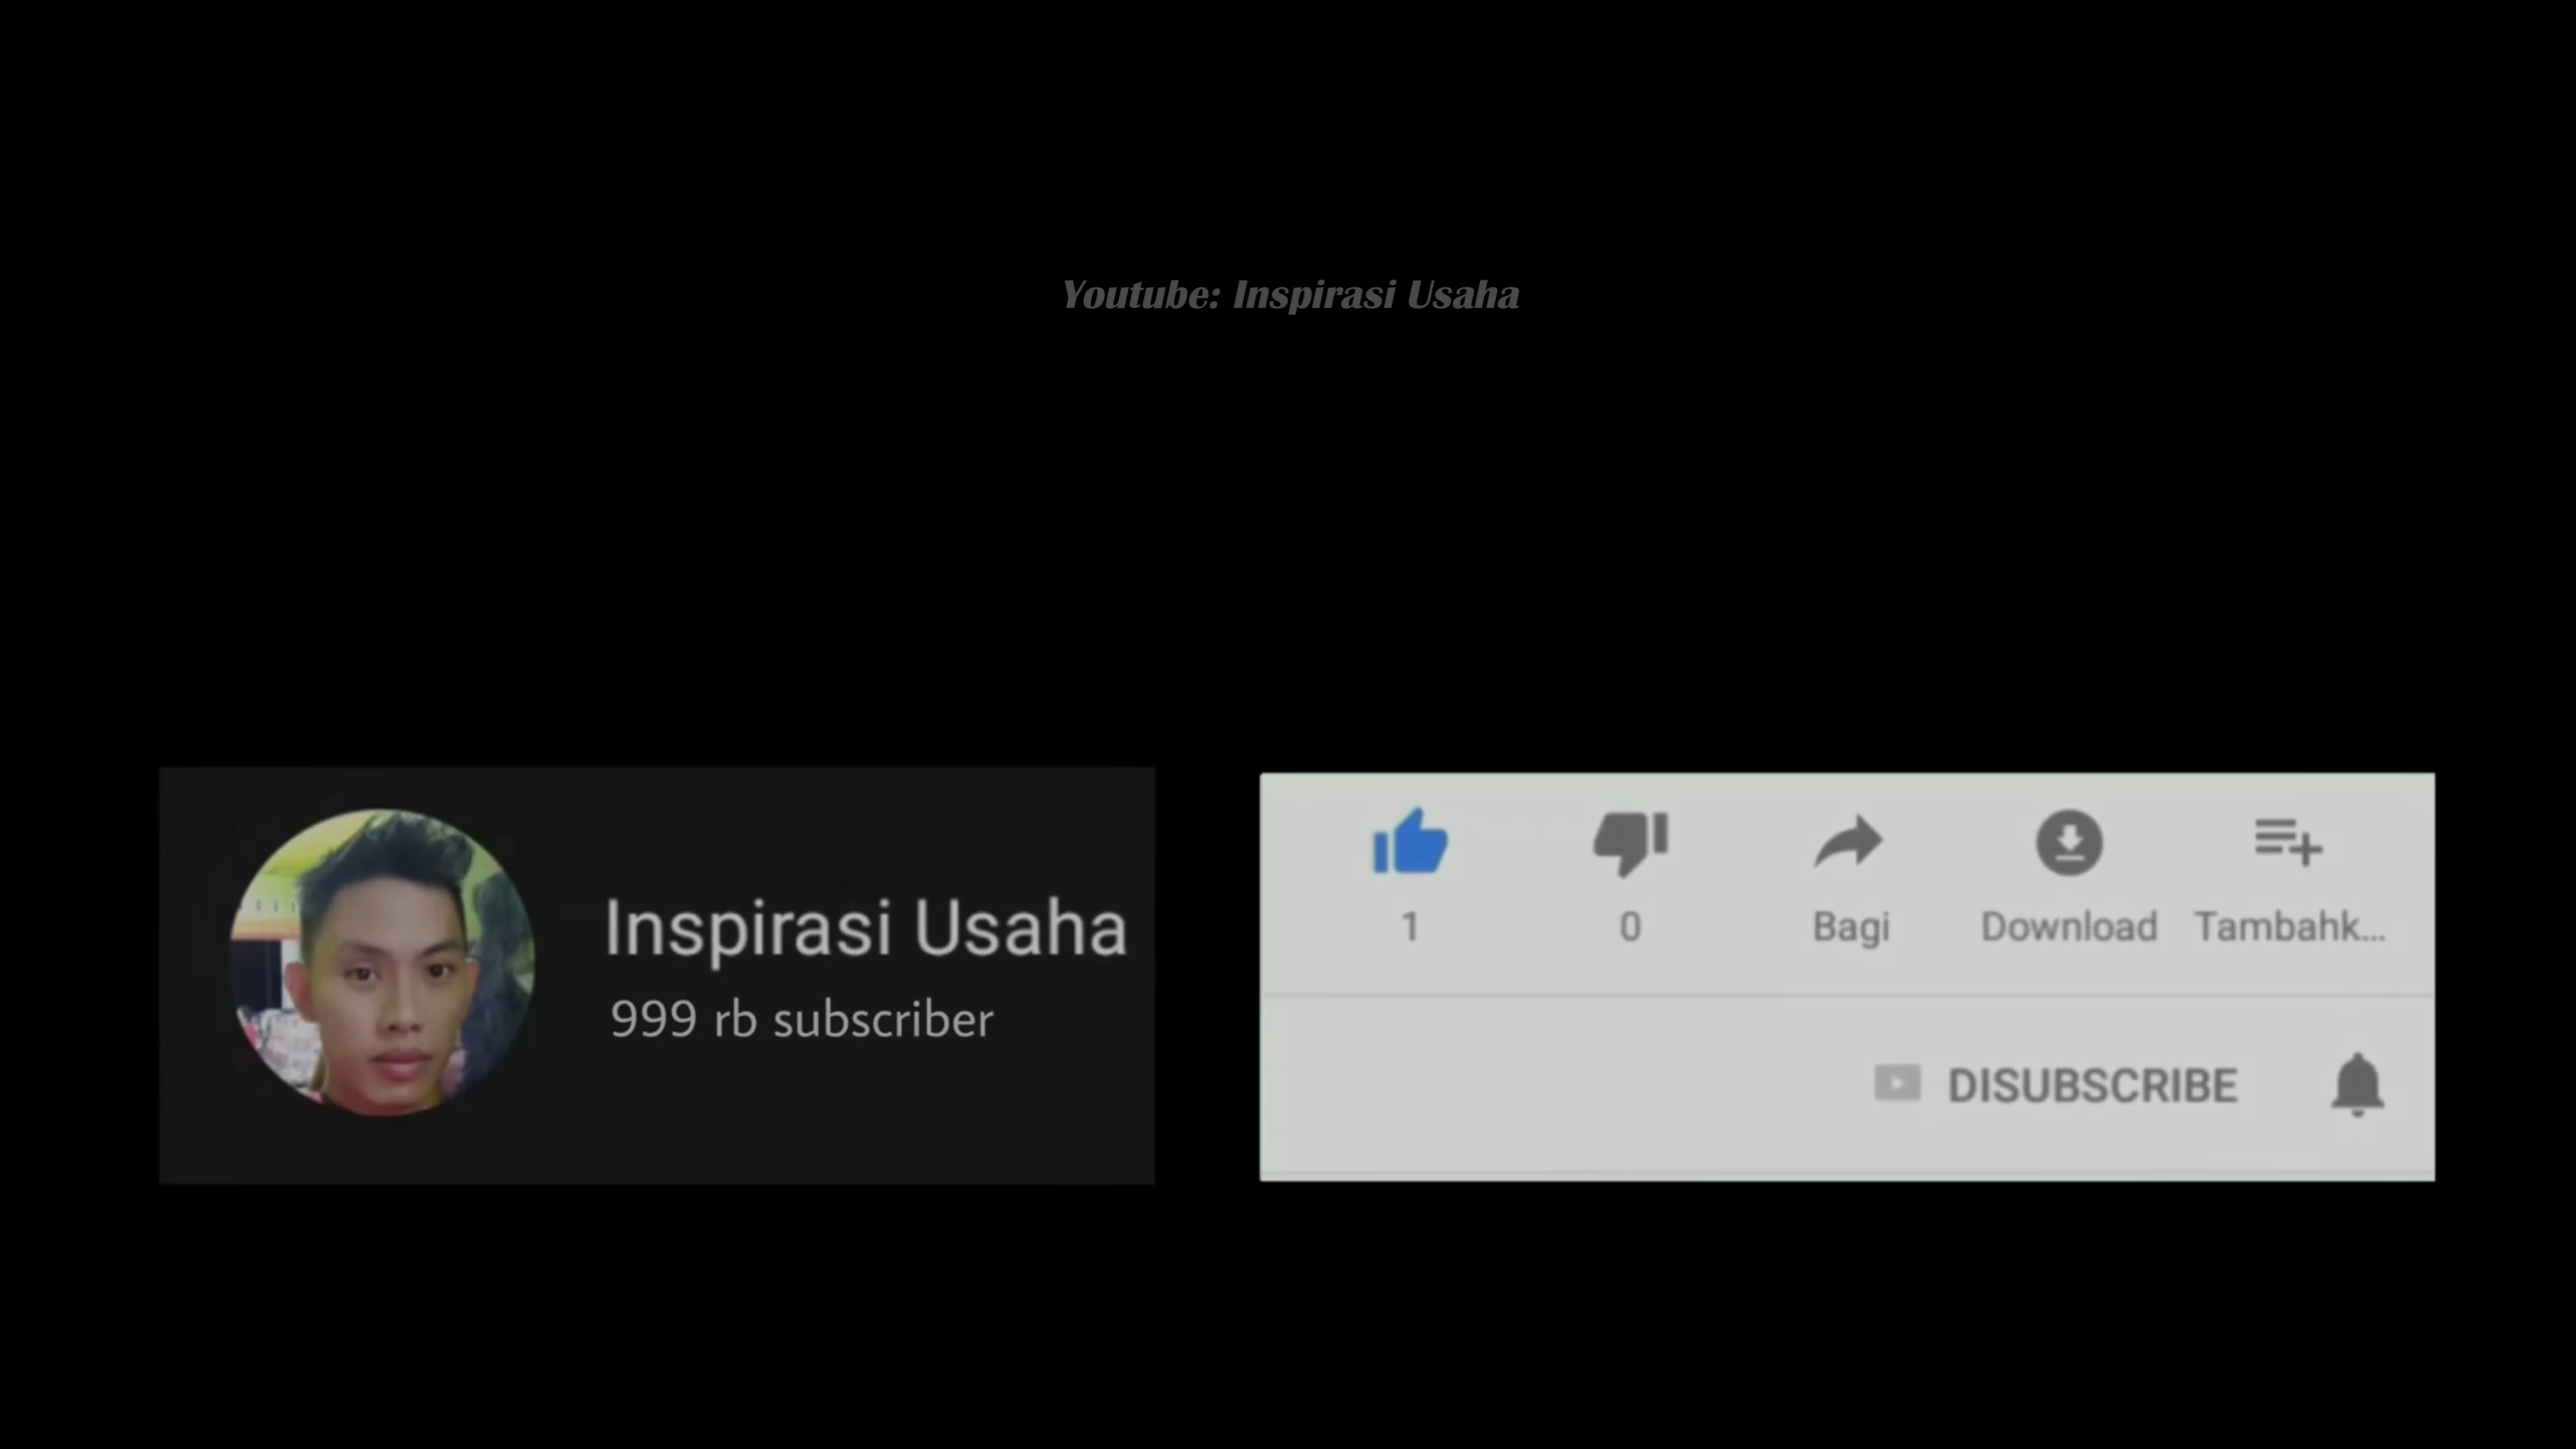 Youtube: Inspirasi Usaha
Inspirasi Usaha
999 rb subscriber
1
0
Bagi
Download
Tambahk...
DISUBSCRIBE